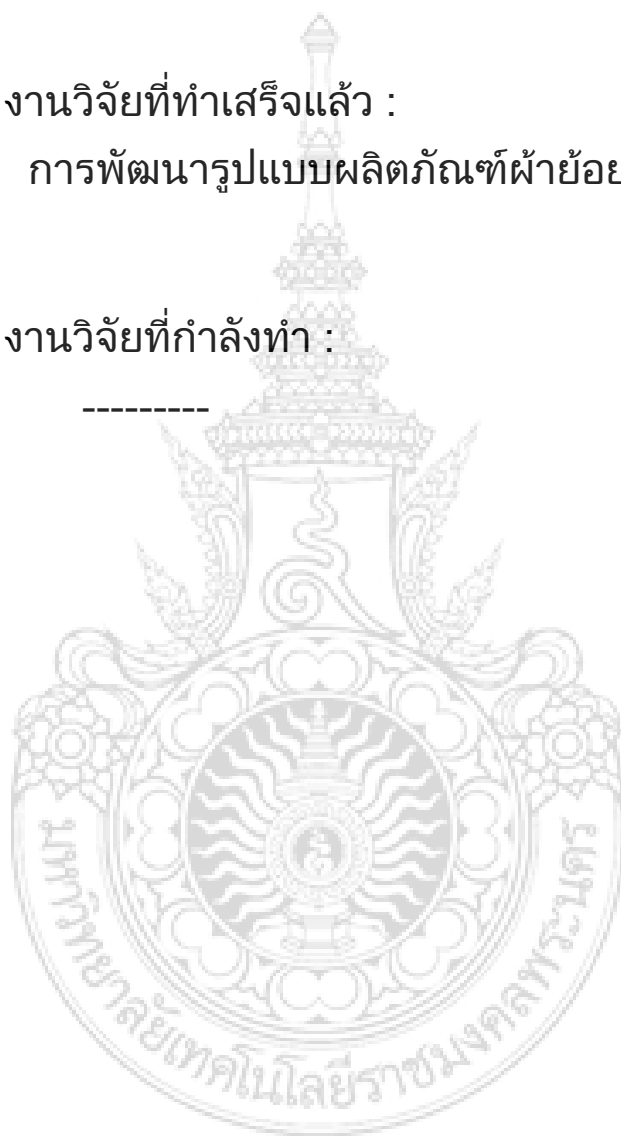 งานวิจัยที่ทำเสร็จแล้ว :
การพัฒนารูปแบบผลิตภัณฑ์ผ้าย้อย
งานวิจัยที่กำลังทำ :
---------
มหาวิทยาลัยเทคโนโลยีราชมงคลพระนคร